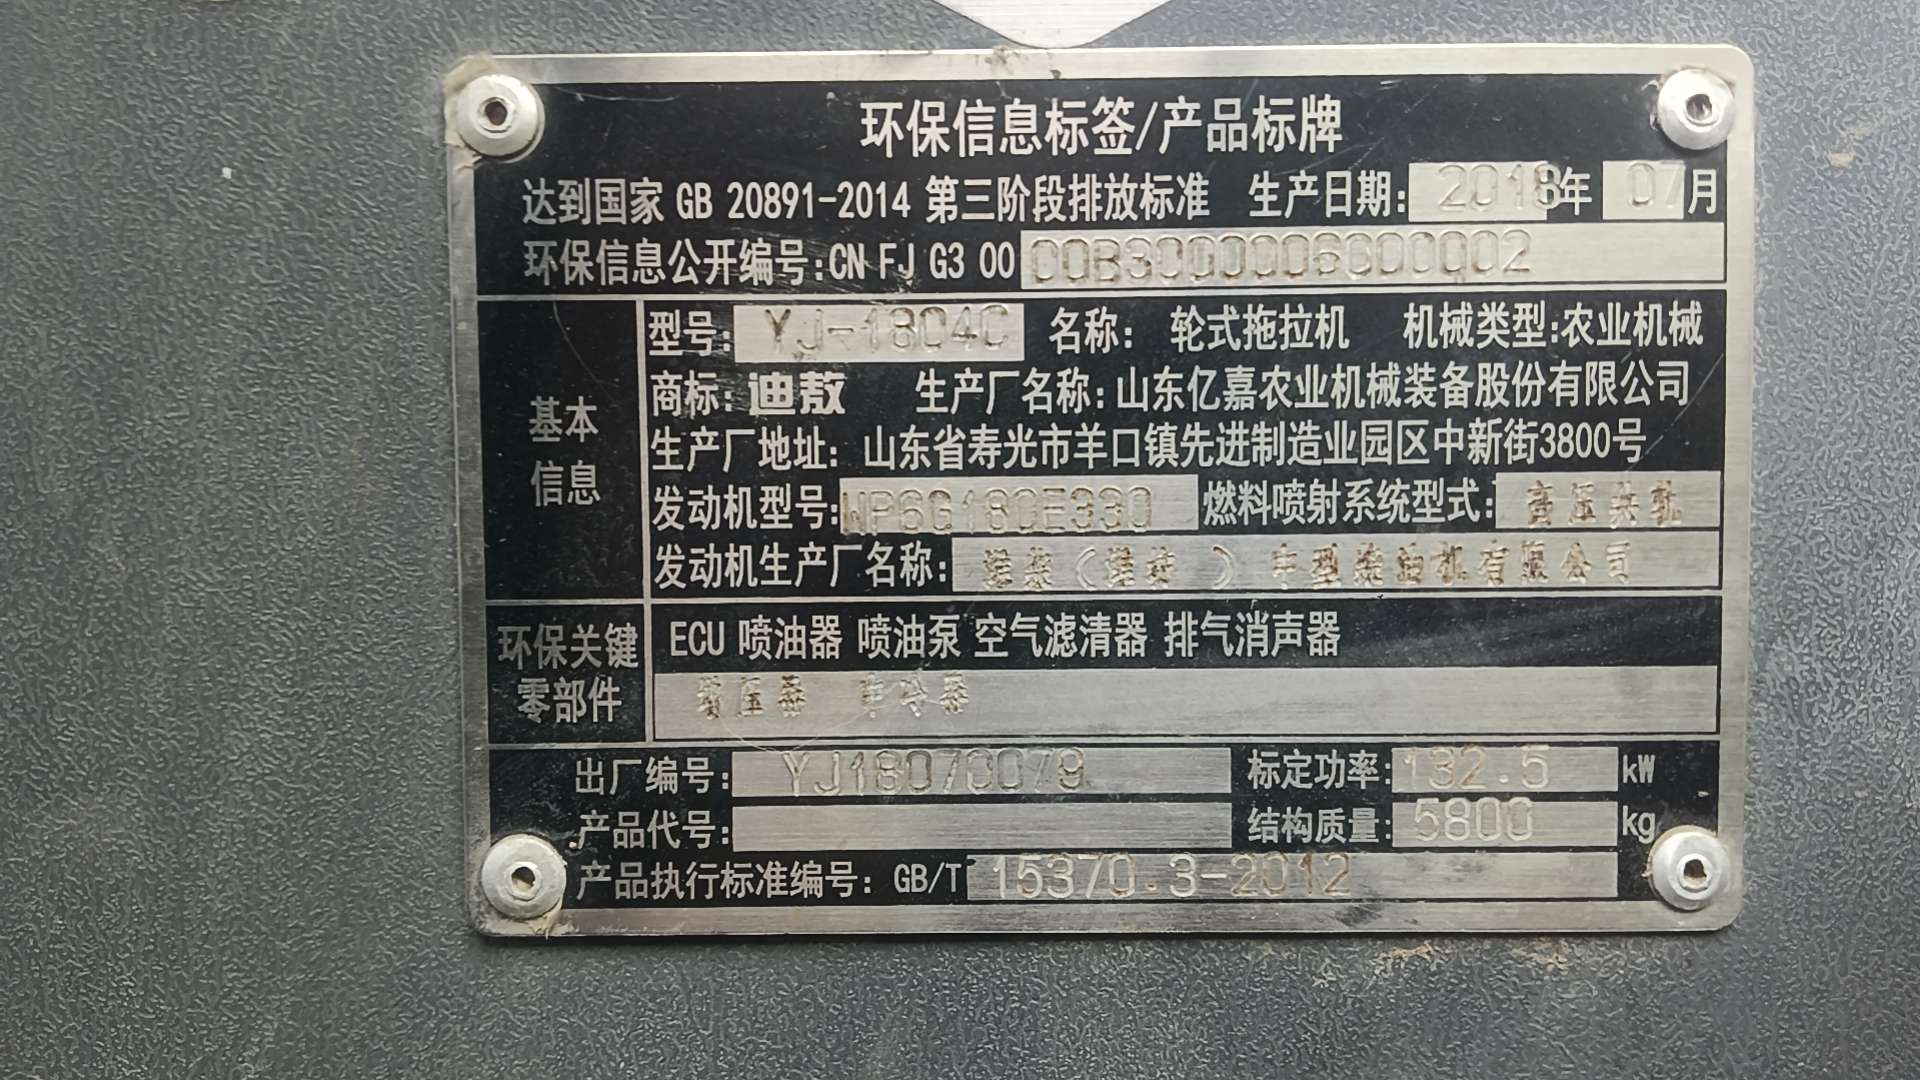 环保信息标签/产品标牌
达到国家 GB 20891-2014 第三阶段排放标准 生产日期: 2018年 07月
环保信息公开编号:CN FJ G3 00 00B3000006000002
基本信息
型号: YJ-1804C 名称: 轮式拖拉机 机械类型:农业机械
商标: 迪敖 生产厂名称: 山东亿嘉农业机械装备股份有限公司
生产厂地址: 山东省寿光市羊口镇先进制造业园区中新街3800号
发动机型号: WP6G180E330 燃料喷射系统型式: 高压共轨
发动机生产厂名称: 潍柴(潍坊)中型柴油机有限公司
环保关键零部件
ECU 喷油器 喷油泵 空气滤清器 排气消声器
增压器 中冷器
出厂编号: YJ18070079 标定功率: 132.5 kW
产品代号: 结构质量: 5800 kg
产品执行标准编号: GB/T 15370.3-2012